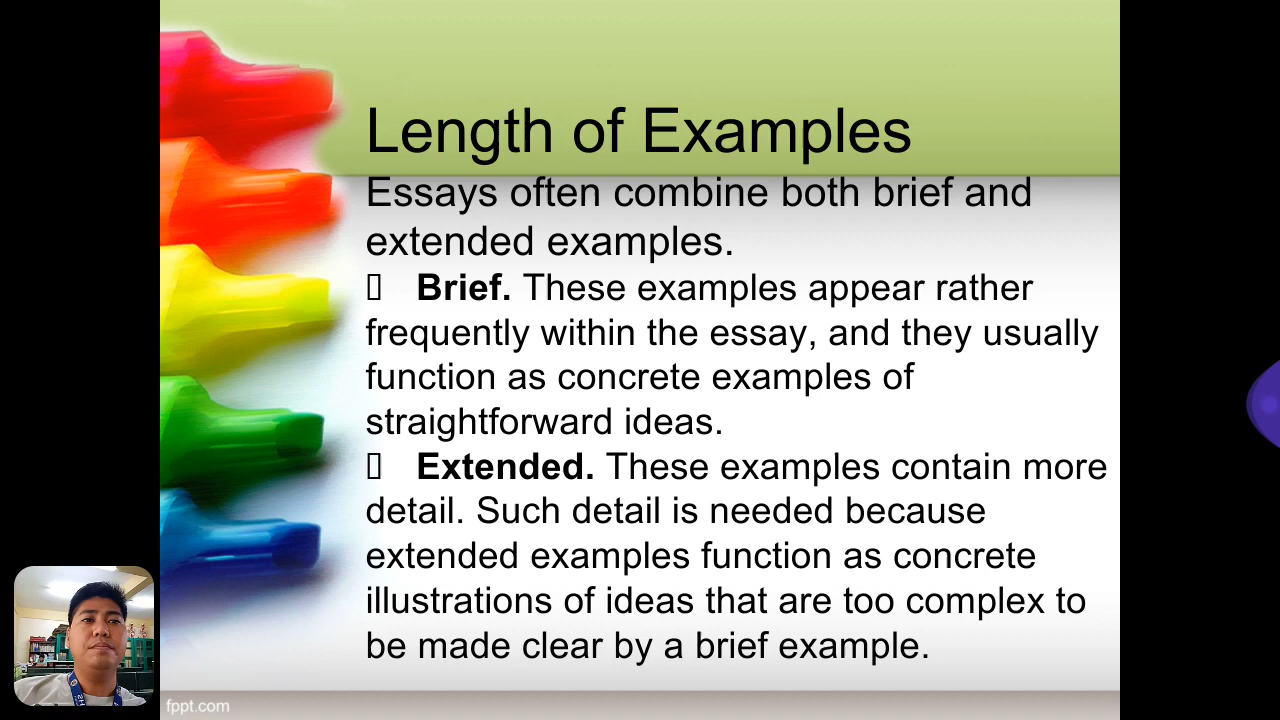 Length of Examples
Essays often combine both brief and
extended examples.
Brief. These examples appear rather
frequently within the essay, and they usually
function as concrete examples of
straightforward ideas.
Extended. These examples contain more
detail. Such detail is needed because
extended examples function as concrete
illustrations of ideas that are too complex to
be made clear by a brief example.
fppt.com